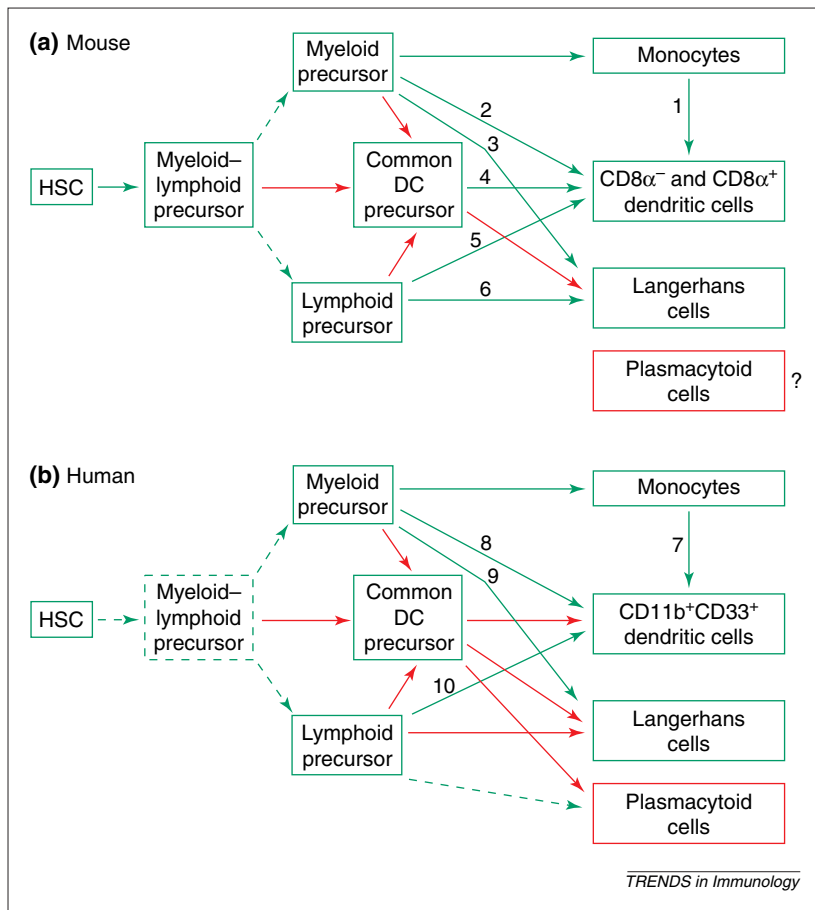 (a) Mouse
Myeloid
precursor
Monocytes
1
2
3
HSC
Myeloid–
lymphoid
precursor
Common
DC
precursor
4
CD8α⁻ and CD8α⁺
dendritic cells
5
6
Lymphoid
precursor
Langerhans
cells
Plasmacytoid
cells
?
(b) Human
Myeloid
precursor
Monocytes
7
8
9
HSC
Myeloid–
lymphoid
precursor
Common
DC
precursor
CD11b⁺CD33⁺
dendritic cells
10
Lymphoid
precursor
Langerhans
cells
Plasmacytoid
cells
TRENDS in Immunology